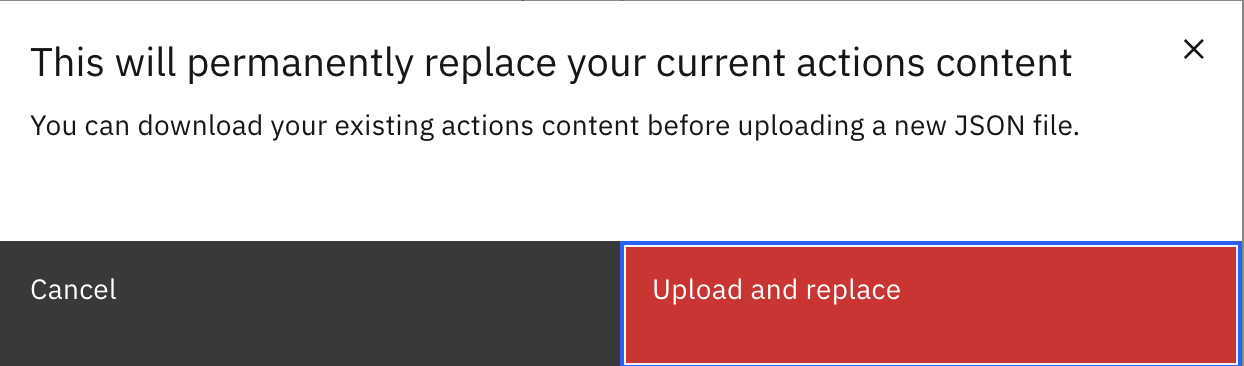 This will permanently replace your current actions content
You can download your existing actions content before uploading a new JSON file.
Cancel
Upload and replace